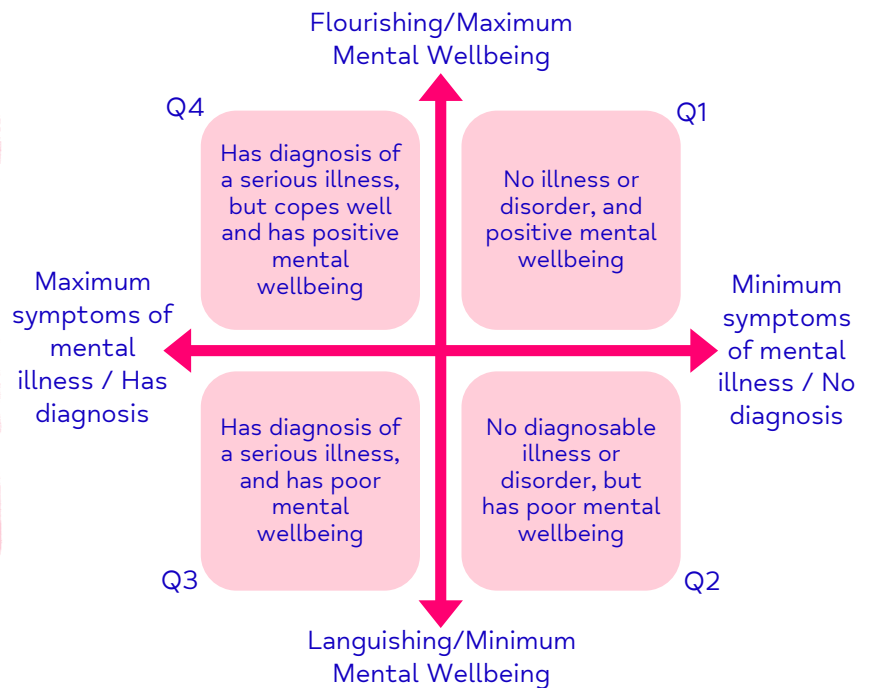 Flourishing/Maximum
Mental Wellbeing
Q4
Has diagnosis of
a serious illness,
but copes well
and has positive
mental
wellbeing
Q1
No illness or
disorder, and
positive mental
wellbeing
Maximum
symptoms of
mental
illness / Has
diagnosis
Minimum
symptoms
of mental
illness / No
diagnosis
Has diagnosis of
a serious illness,
and has poor
mental
wellbeing
Q3
No diagnosable
illness or
disorder, but
has poor mental
wellbeing
Q2
Languishing/Minimum
Mental Wellbeing